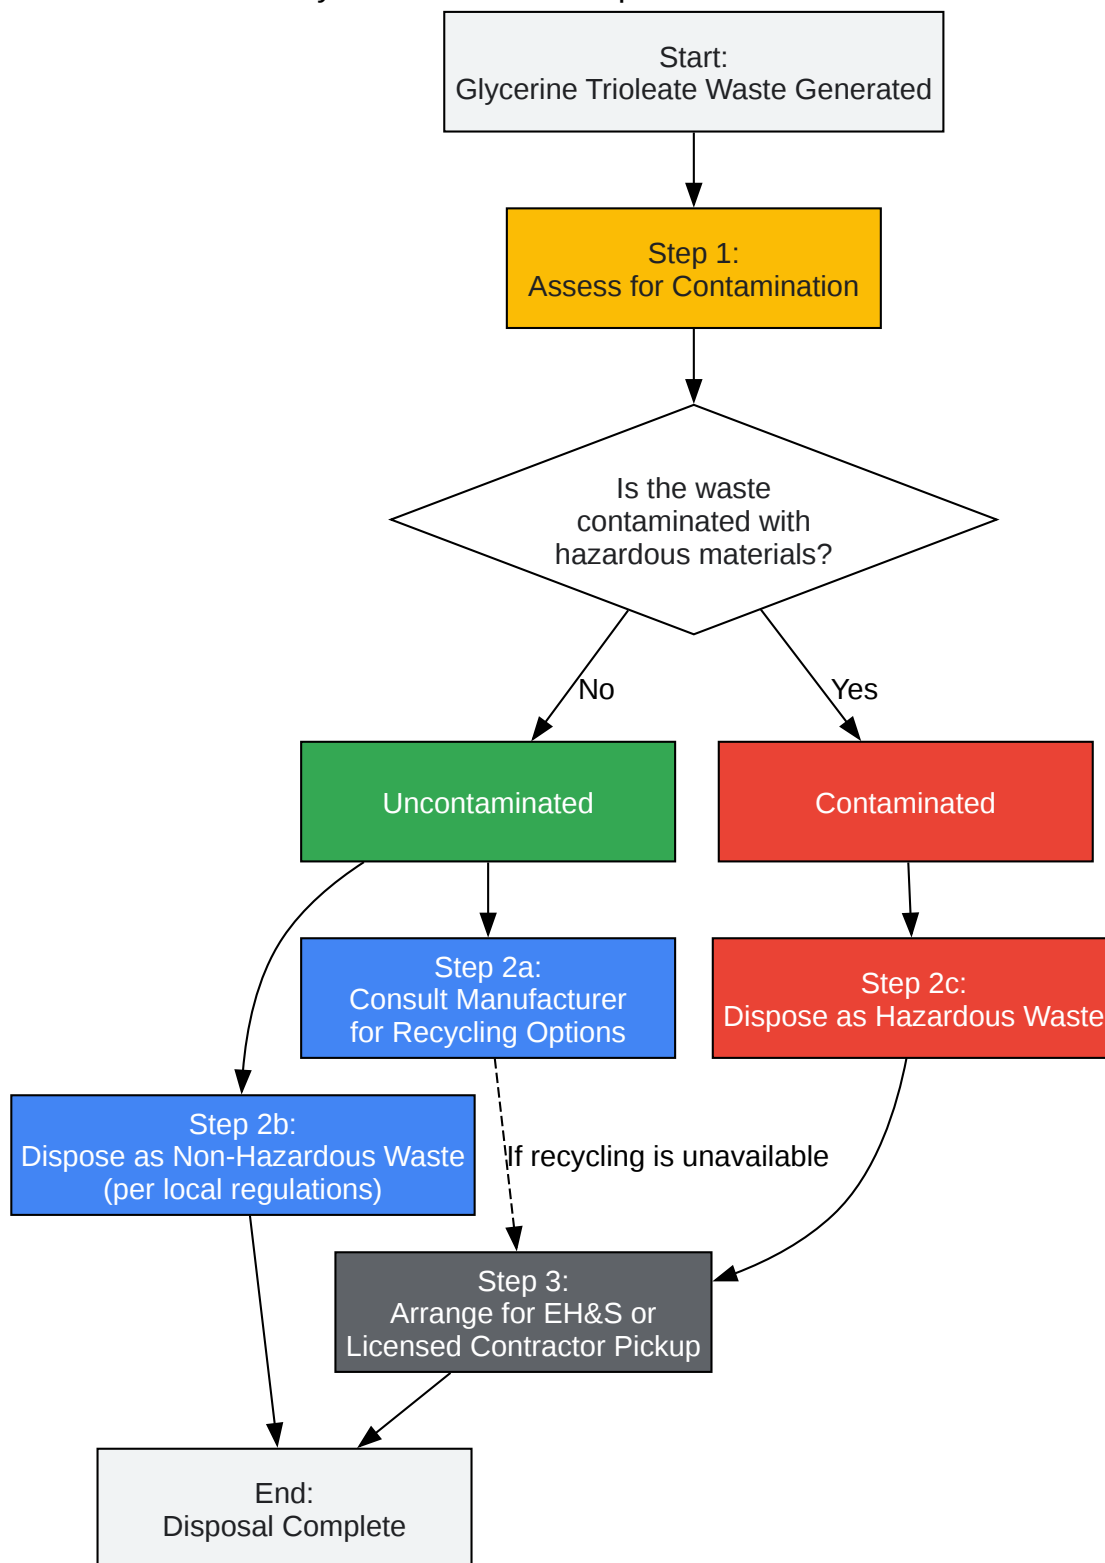 Start:
Glycerine Trioleate Waste Generated
Step 1:
Assess for Contamination
Is the waste
contaminated with
hazardous materials?
No
Yes
Uncontaminated
Contaminated
Step 2a:
Consult Manufacturer
for Recycling Options
Step 2c:
Dispose as Hazardous Waste
Step 2b:
Dispose as Non-Hazardous Waste
(per local regulations)
If recycling is unavailable
Step 3:
Arrange for EH&S or
Licensed Contractor Pickup
End:
Disposal Complete